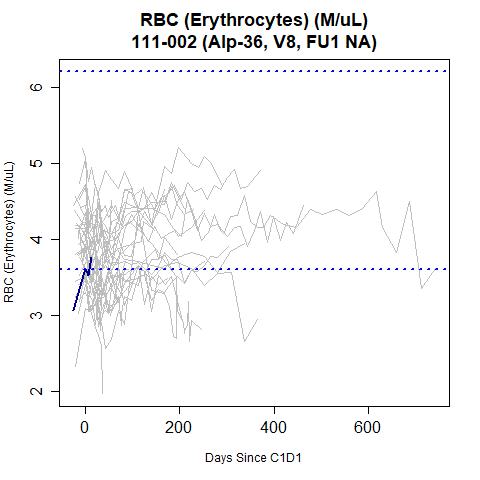 RBC (Erythrocytes) (M/uL)
111-002 (Alp-36, V8, FU1 NA)
RBC (Erythrocytes) (M/uL)
6
5
4
3
2
0 200 400 600
Days Since C1D1